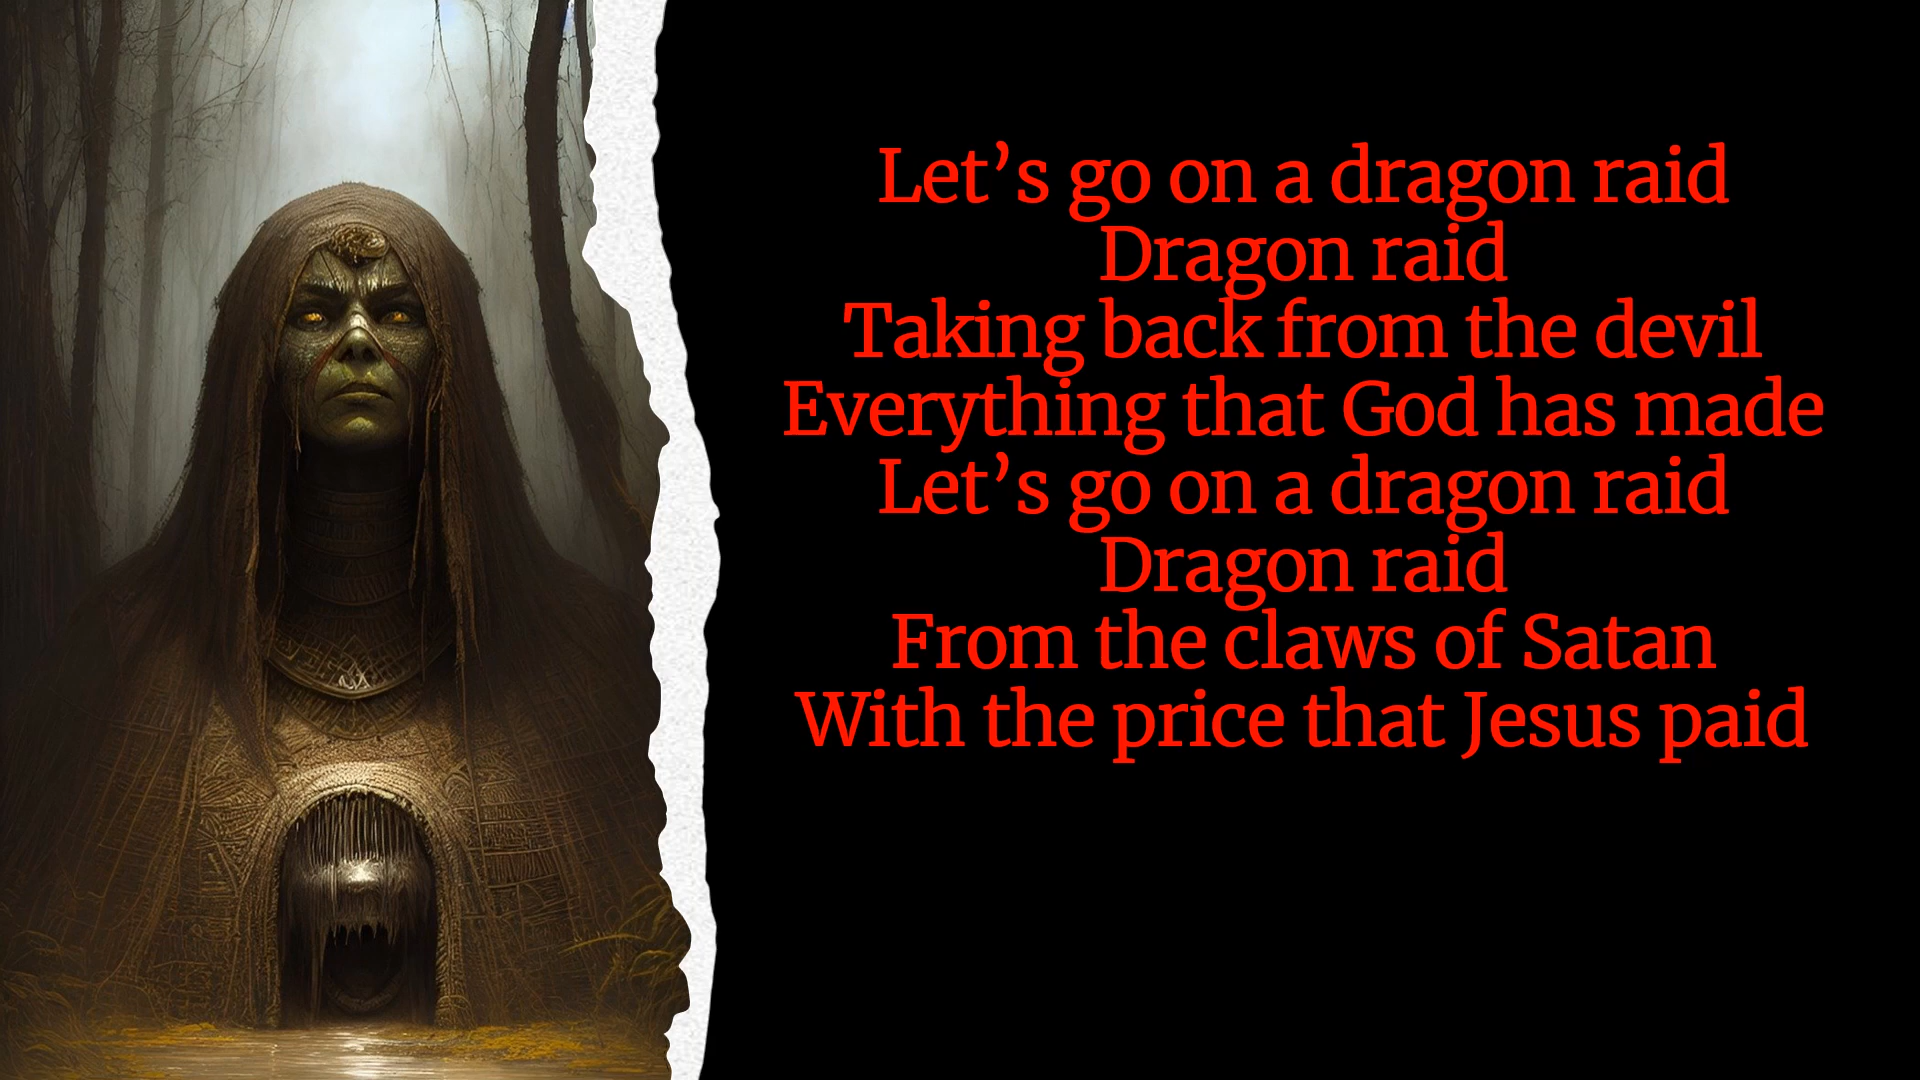 Let’s go on a dragon raid
Dragon raid
Taking back from the devil
Everything that God has made
Let’s go on a dragon raid
Dragon raid
From the claws of Satan
With the price that Jesus paid